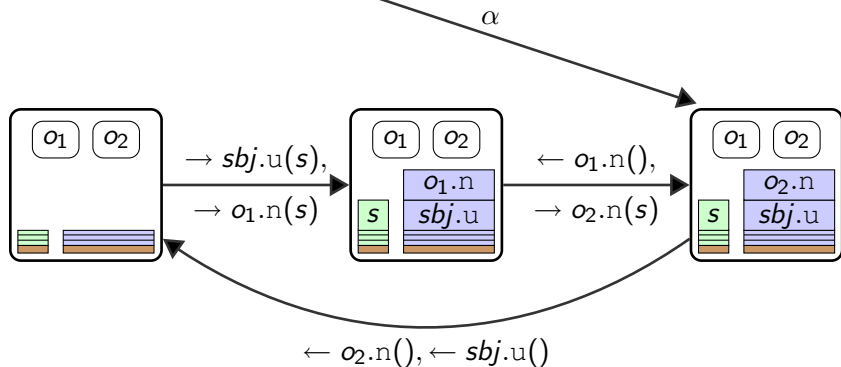 α
o₁ o₂
→ sbj.u(s),
→ o₁.n(s)
o₁ o₂
o₁.n
s sbj.u
← o₁.n(),
→ o₂.n(s)
o₁ o₂
o₂.n
s sbj.u
← o₂.n(), ← sbj.u()